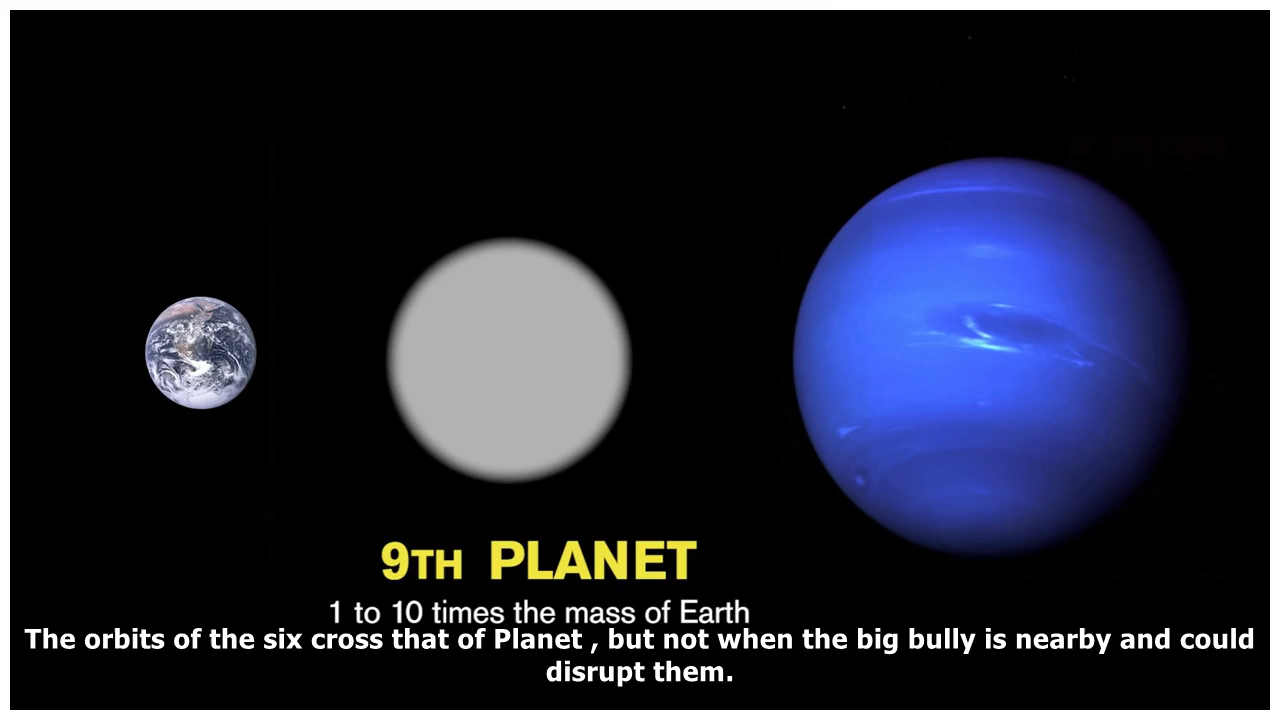 9TH PLANET
1 to 10 times the mass of Earth
The orbits of the six cross that of Planet , but not when the big bully is nearby and could
disrupt them.